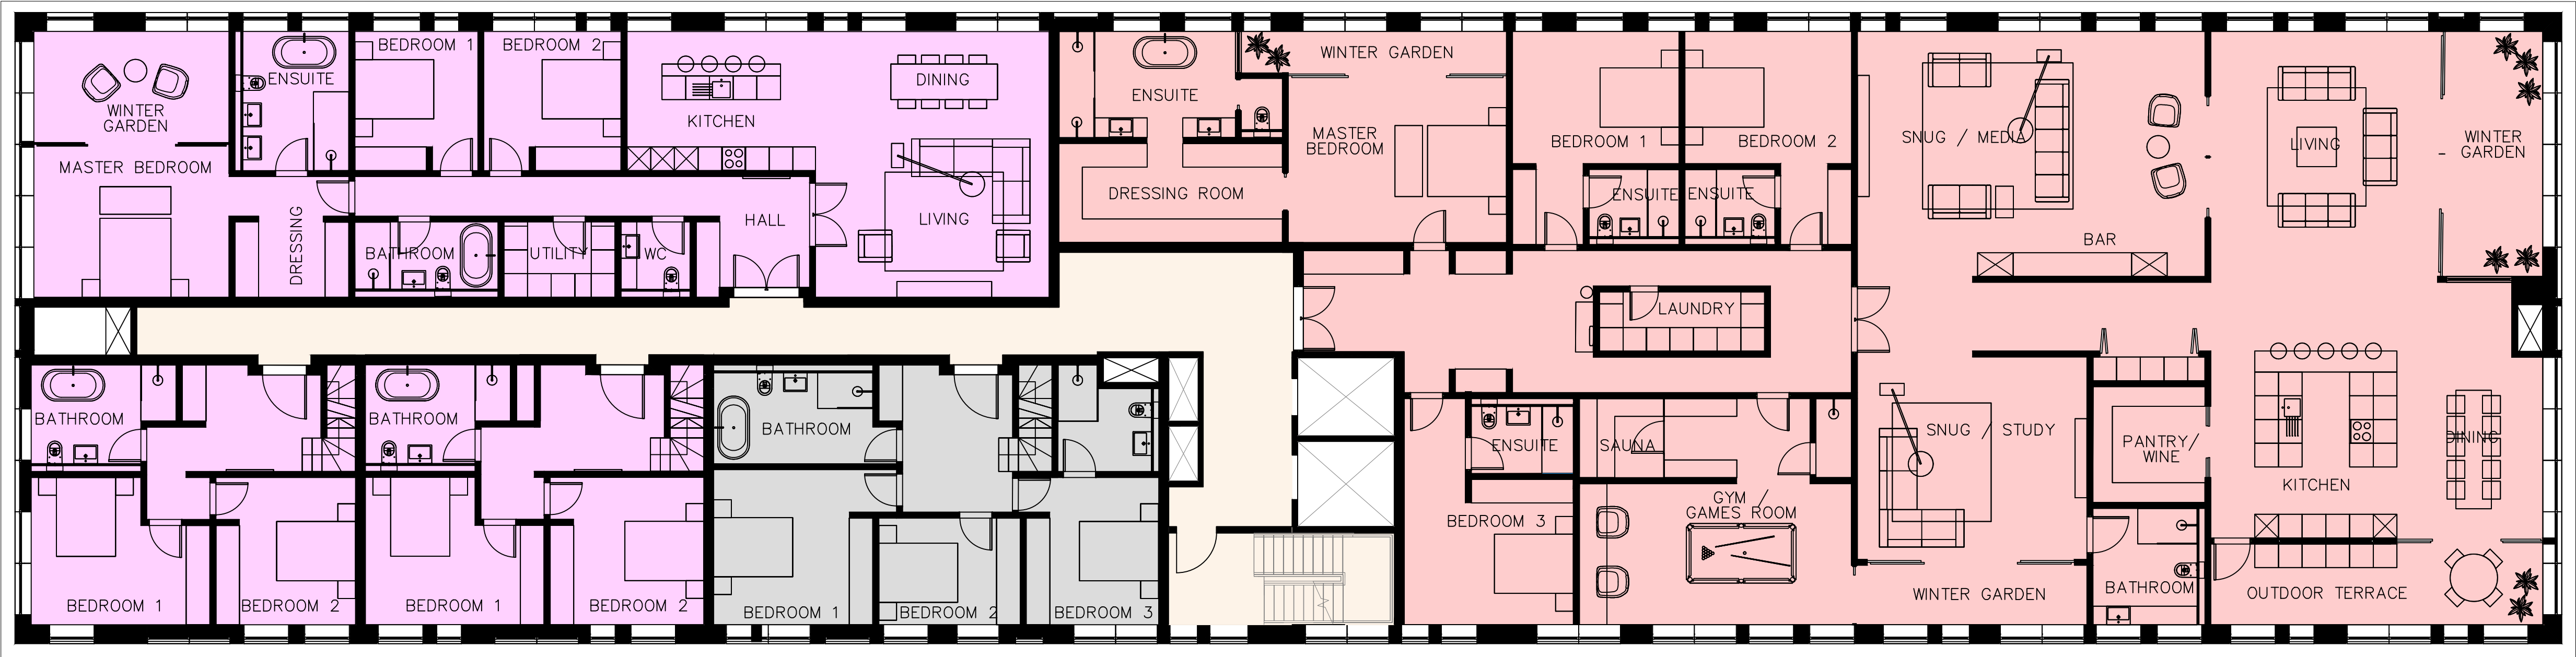 WINTER
GARDEN
MASTER BEDROOM
ENSUITE
DRESSING
BEDROOM 1
BEDROOM 2
KITCHEN
DINING
LIVING
HALL
BATHROOM
UTILITY
WC
ENSUITE
DRESSING ROOM
WINTER GARDEN
MASTER
BEDROOM
BEDROOM 1
ENSUITE
BEDROOM 2
ENSUITE
SNUG / MEDIA
BAR
LIVING
WINTER
GARDEN
LAUNDRY
BATHROOM
BEDROOM 1
BEDROOM 2
BATHROOM
BEDROOM 1
BEDROOM 2
BATHROOM
BEDROOM 1
BEDROOM 2
BEDROOM 3
ENSUITE
BEDROOM 3
SAUNA
GYM /
GAMES ROOM
SNUG / STUDY
WINTER GARDEN
PANTRY/
WINE
BATHROOM
KITCHEN
DINING
OUTDOOR TERRACE